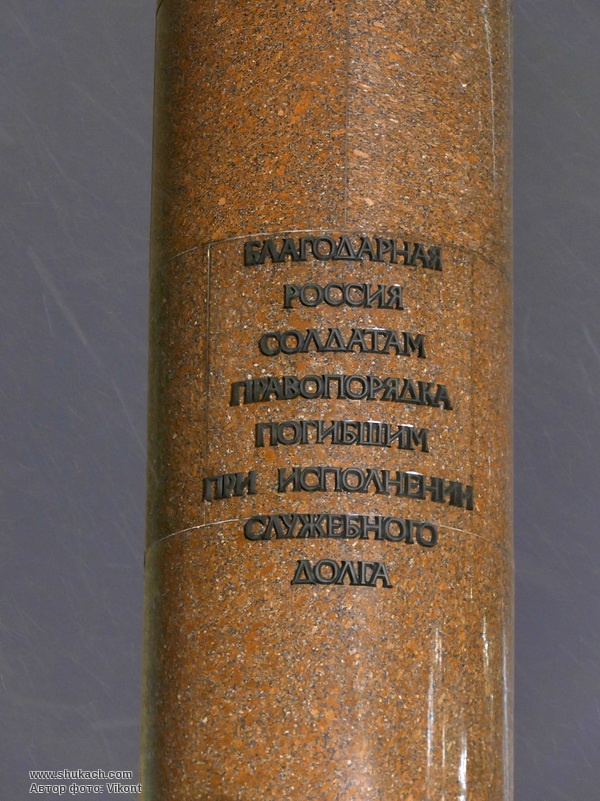 БЛАГОДАРНАЯ
РОССИЯ
СОЛДАТАМ
ПРАВОПОРЯДКА
ПОГИБШИМ
ПРИ ИСПОЛНЕНИИ
СЛУЖЕБНОГО
ДОЛГА
www.shukach.com
Автор фото: Vikont